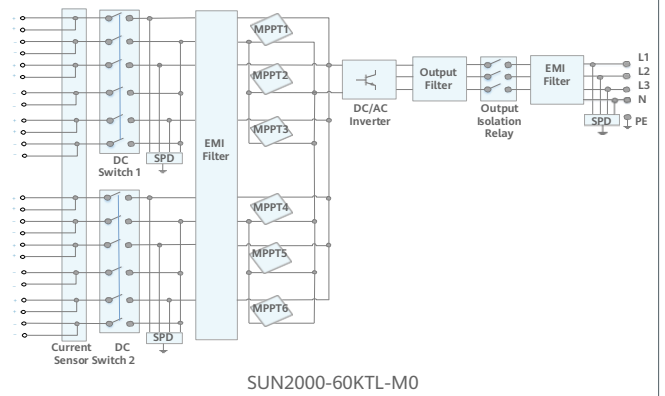 MPPT1
MPPT2
MPPT3
MPPT4
MPPT5
MPPT6
DC
Switch 1
SPD
EMI
Filter
DC/AC
Inverter
Output
Filter
Output
Isolation
Relay
EMI
Filter
L1
L2
L3
N
PE
SPD
SPD
Current
Sensor
DC
Switch 2
SUN2000-60KTL-M0